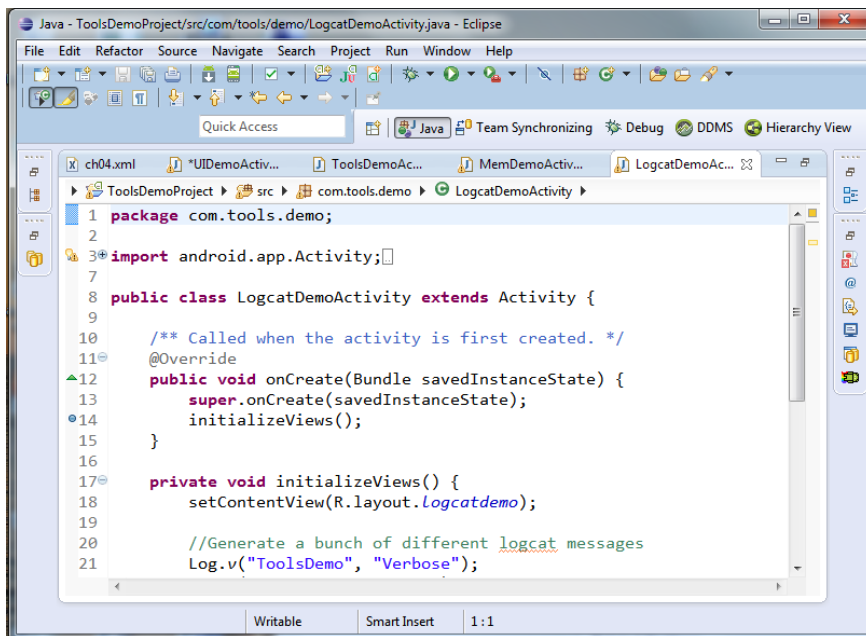 Java - ToolsDemoProject/src/com/tools/demo/LogcatDemoActivity.java - Eclipse
File Edit Refactor Source Navigate Search Project Run Window Help
Quick Access Java Team Synchronizing Debug DDMS Hierarchy View
ch04.xml *UIDemoActiv... ToolsDemoAc... MemDemoActiv... LogcatDemoAc...
ToolsDemoProject src com.tools.demo LogcatDemoActivity
1 package com.tools.demo;
2
3 import android.app.Activity;
7
8 public class LogcatDemoActivity extends Activity {
9
10 /** Called when the activity is first created. */
11 @Override
12 public void onCreate(Bundle savedInstanceState) {
13 super.onCreate(savedInstanceState);
14 initializeViews();
15 }
16
17 private void initializeViews() {
18 setContentView(R.layout.logcatdemo);
19
20 //Generate a bunch of different logcat messages
21 Log.v("ToolsDemo", "Verbose");
Writable Smart Insert 1:1